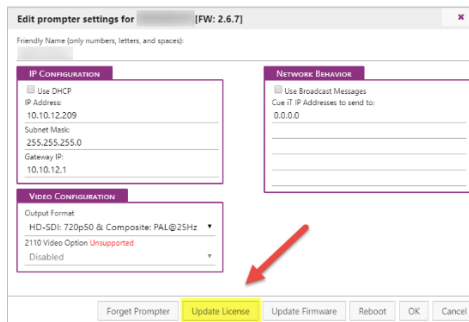 Edit prompter settings for [FW: 2.6.7]
×
Friendly Name (only numbers, letters, and spaces):
IP Configuration
Use DHCP
IP Address:
10.10.12.209
Subnet Mask:
255.255.255.0
Gateway IP:
10.10.12.1
Network Behavior
Use Broadcast Messages
Cue iT IP Addresses to send to:
0.0.0.0
Video Configuration
Output Format
HD-SDI: 720p50 & Composite: PAL@25Hz
2110 Video Option Unsupported
Disabled
Forget Prompter
Update License
Update Firmware
Reboot
OK
Cancel